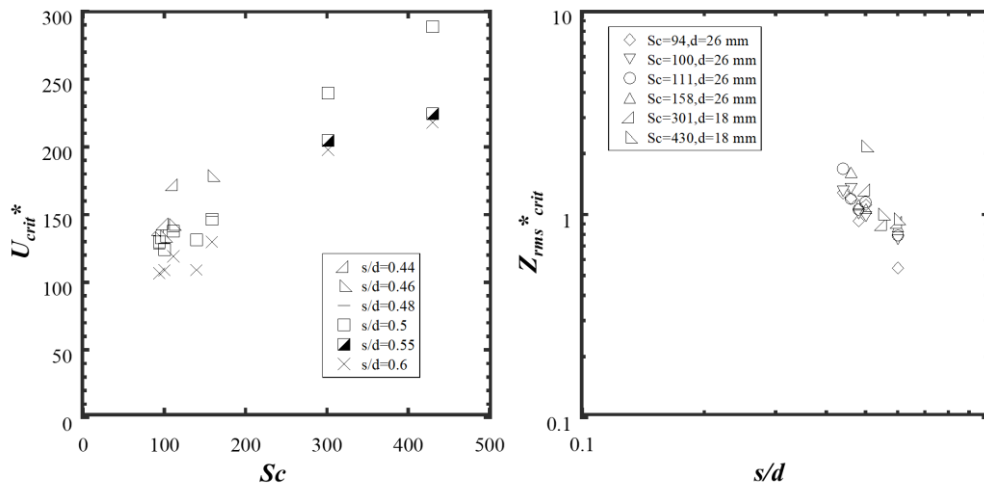 300
250
200
150
100
50
0
U_crit*
s/d=0.44
s/d=0.46
s/d=0.48
s/d=0.5
s/d=0.55
s/d=0.6
0 100 200 300 400 500
Sc
10
1
0.1
Z_rms*_crit
Sc=94,d=26 mm
Sc=100,d=26 mm
Sc=111,d=26 mm
Sc=158,d=26 mm
Sc=301,d=18 mm
Sc=430,d=18 mm
0.1
s/d